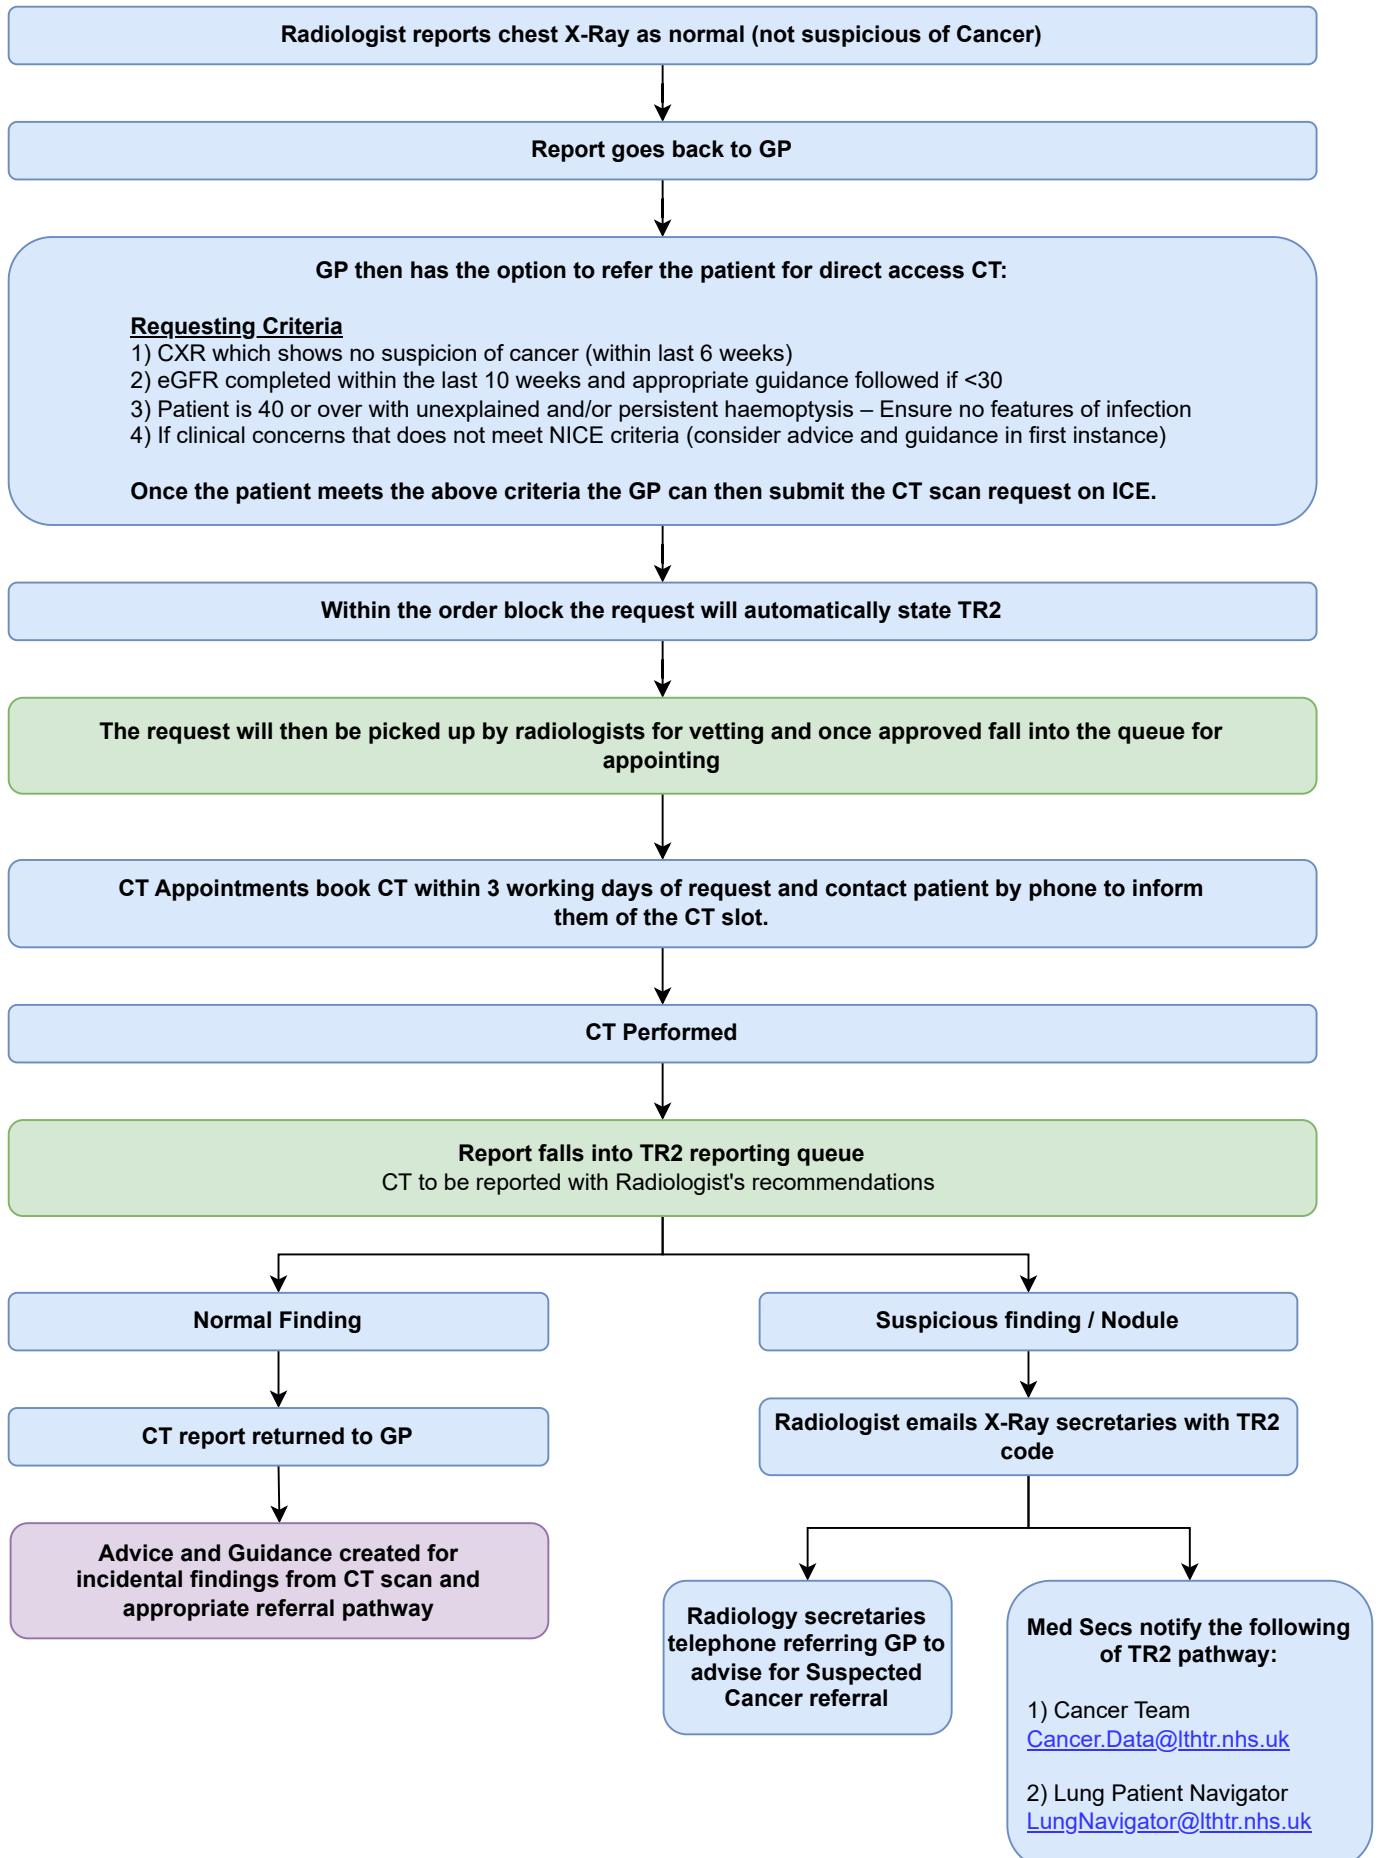 Radiologist reports chest X-Ray as normal (not suspicious of Cancer)
Report goes back to GP
GP then has the option to refer the patient for direct access CT:
Requesting Criteria
1) CXR which shows no suspicion of cancer (within last 6 weeks)
2) eGFR completed within the last 10 weeks and appropriate guidance followed if <30
3) Patient is 40 or over with unexplained and/or persistent haemoptysis – Ensure no features of infection
4) If clinical concerns that does not meet NICE criteria (consider advice and guidance in first instance)
Once the patient meets the above criteria the GP can then submit the CT scan request on ICE.
Within the order block the request will automatically state TR2
The request will then be picked up by radiologists for vetting and once approved fall into the queue for
appointing
CT Appointments book CT within 3 working days of request and contact patient by phone to inform
them of the CT slot.
CT Performed
Report falls into TR2 reporting queue
CT to be reported with Radiologist's recommendations
Normal Finding
CT report returned to GP
Advice and Guidance created for
incidental findings from CT scan and
appropriate referral pathway
Suspicious finding / Nodule
Radiologist emails X-Ray secretaries with TR2
code
Radiology secretaries
telephone referring GP to
advise for Suspected
Cancer referral
Med Secs notify the following
of TR2 pathway:
1) Cancer Team
Cancer.Data@lthtr.nhs.uk
2) Lung Patient Navigator
LungNavigator@lthtr.nhs.uk